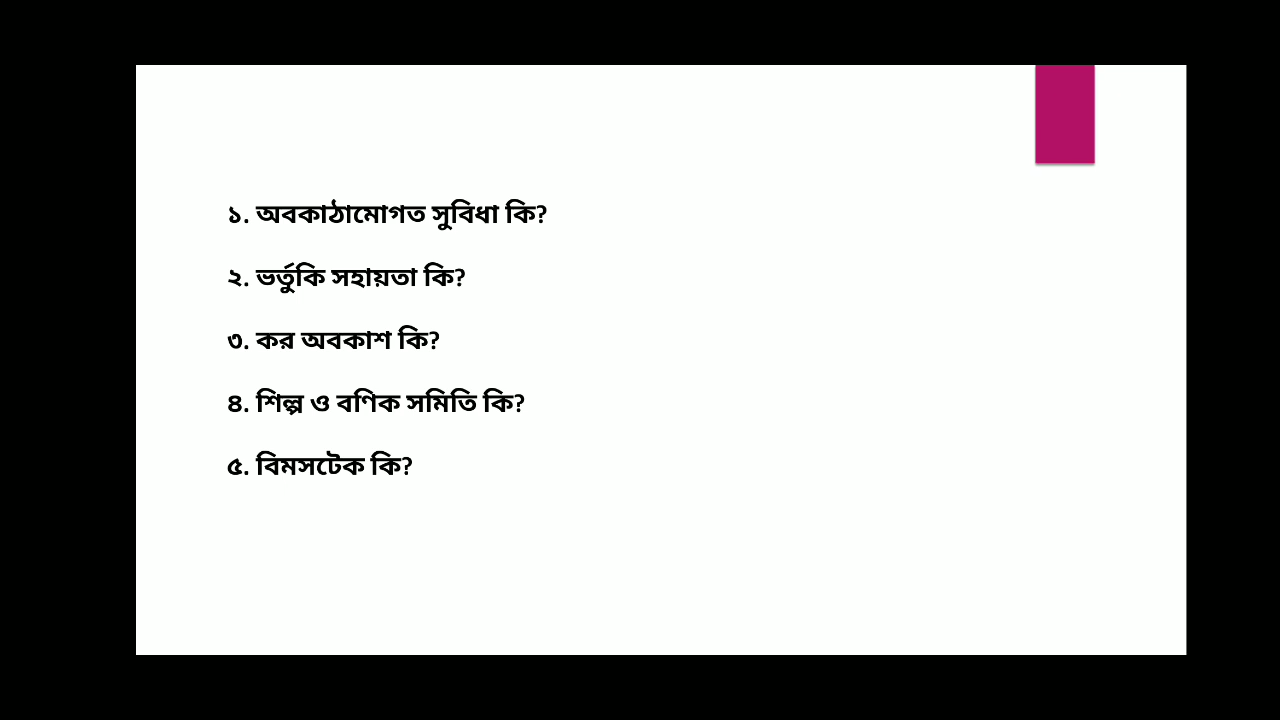 ১. অবকাঠামোগত সুবিধা কি?
২. ভর্তুকি সহায়তা কি?
৩. কর অবকাশ কি?
৪. শিল্প ও বণিক সমিতি কি?
৫. বিমসটেক কি?